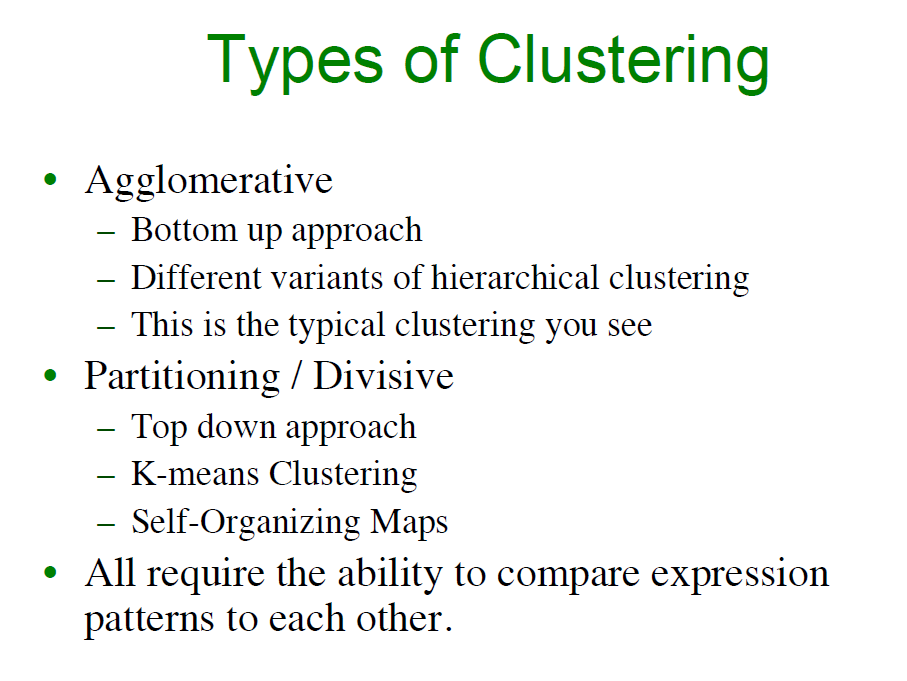 Types of Clustering
• Agglomerative
– Bottom up approach
– Different variants of hierarchical clustering
– This is the typical clustering you see
• Partitioning / Divisive
– Top down approach
– K-means Clustering
– Self-Organizing Maps
• All require the ability to compare expression
patterns to each other.